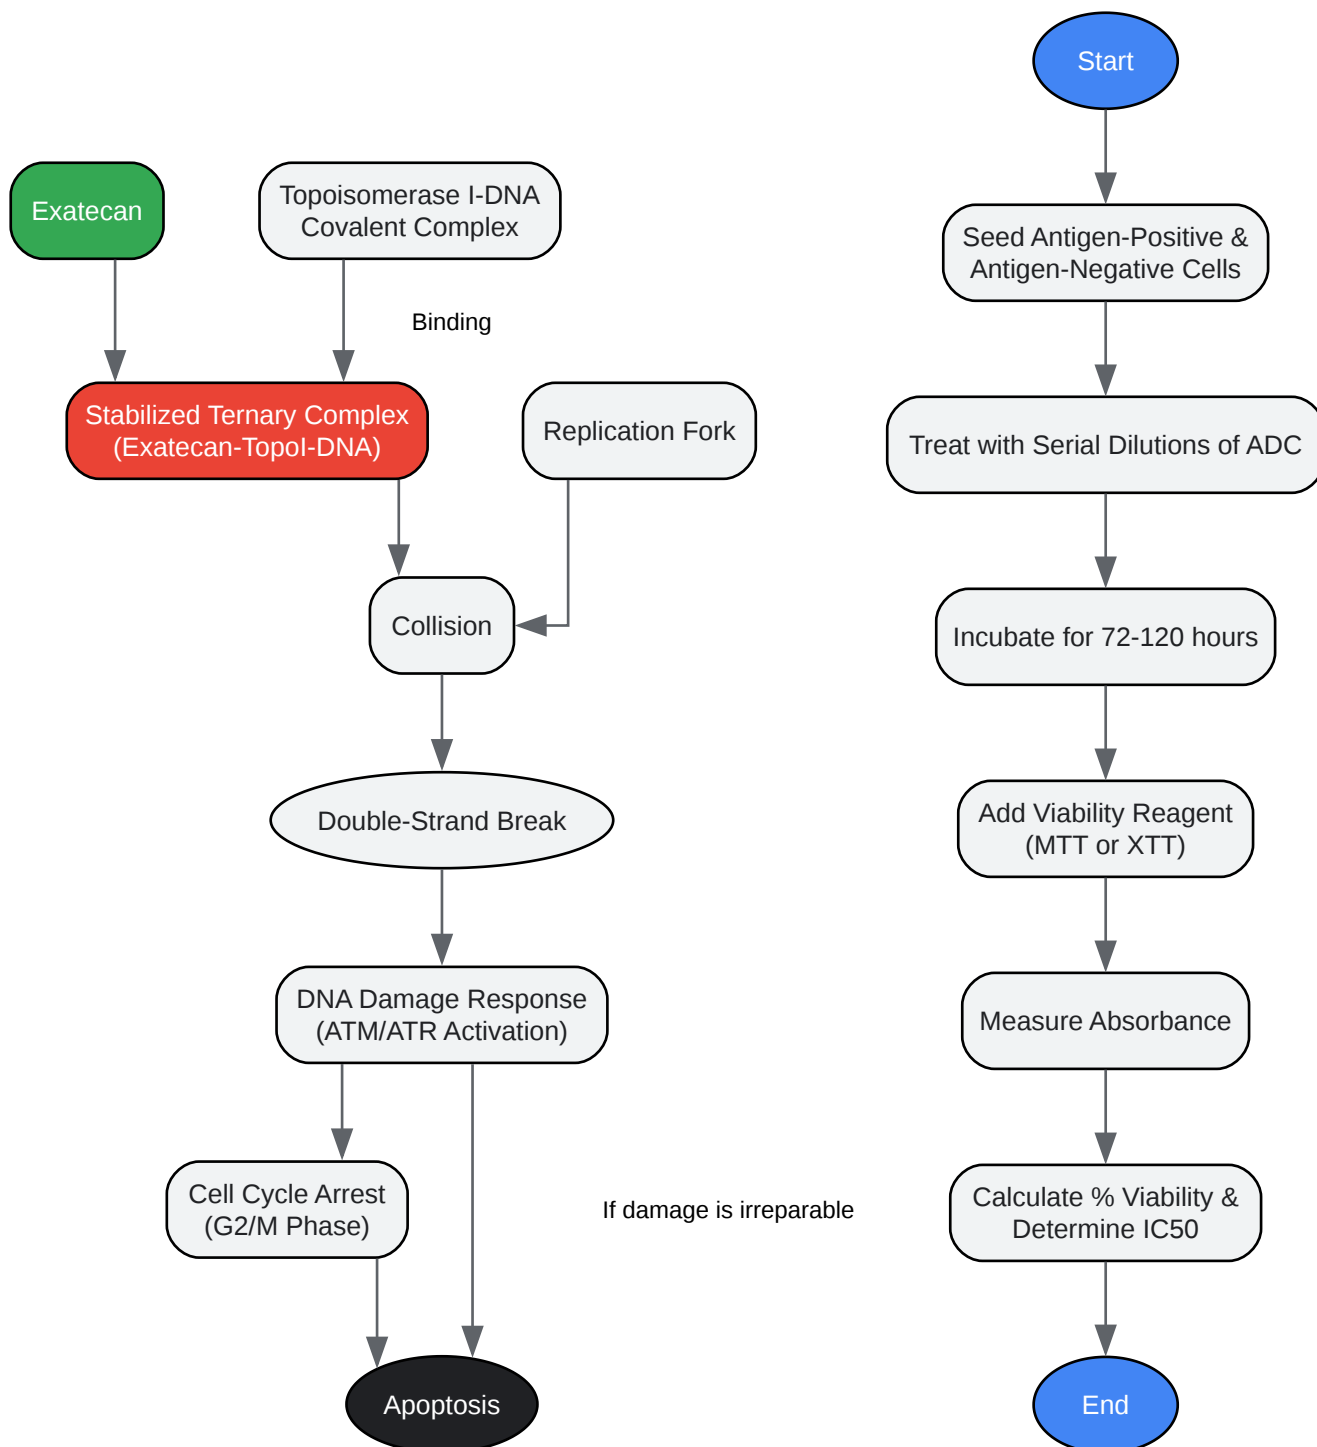 Exatecan
Topoisomerase I-DNA
Covalent Complex
Binding
Stabilized Ternary Complex
(Exatecan-TopoI-DNA)
Replication Fork
Collision
Double-Strand Break
DNA Damage Response
(ATM/ATR Activation)
Cell Cycle Arrest
(G2/M Phase)
If damage is irreparable
Apoptosis
Start
Seed Antigen-Positive &
Antigen-Negative Cells
Treat with Serial Dilutions of ADC
Incubate for 72-120 hours
Add Viability Reagent
(MTT or XTT)
Measure Absorbance
Calculate % Viability &
Determine IC50
End